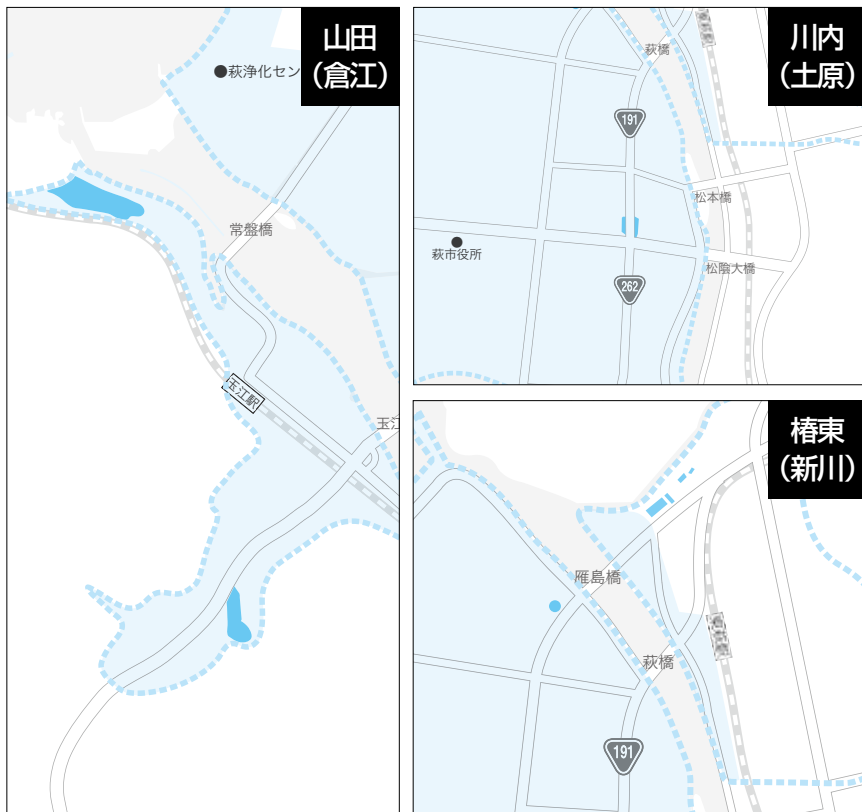 山田
（倉江）
●萩浄化セン
常盤橋
玉江駅
玉江
川内
（土原）
萩橋
191
松本橋
萩市役所
松陰大橋
262
椿東
（新川）
雁島橋
萩橋
191